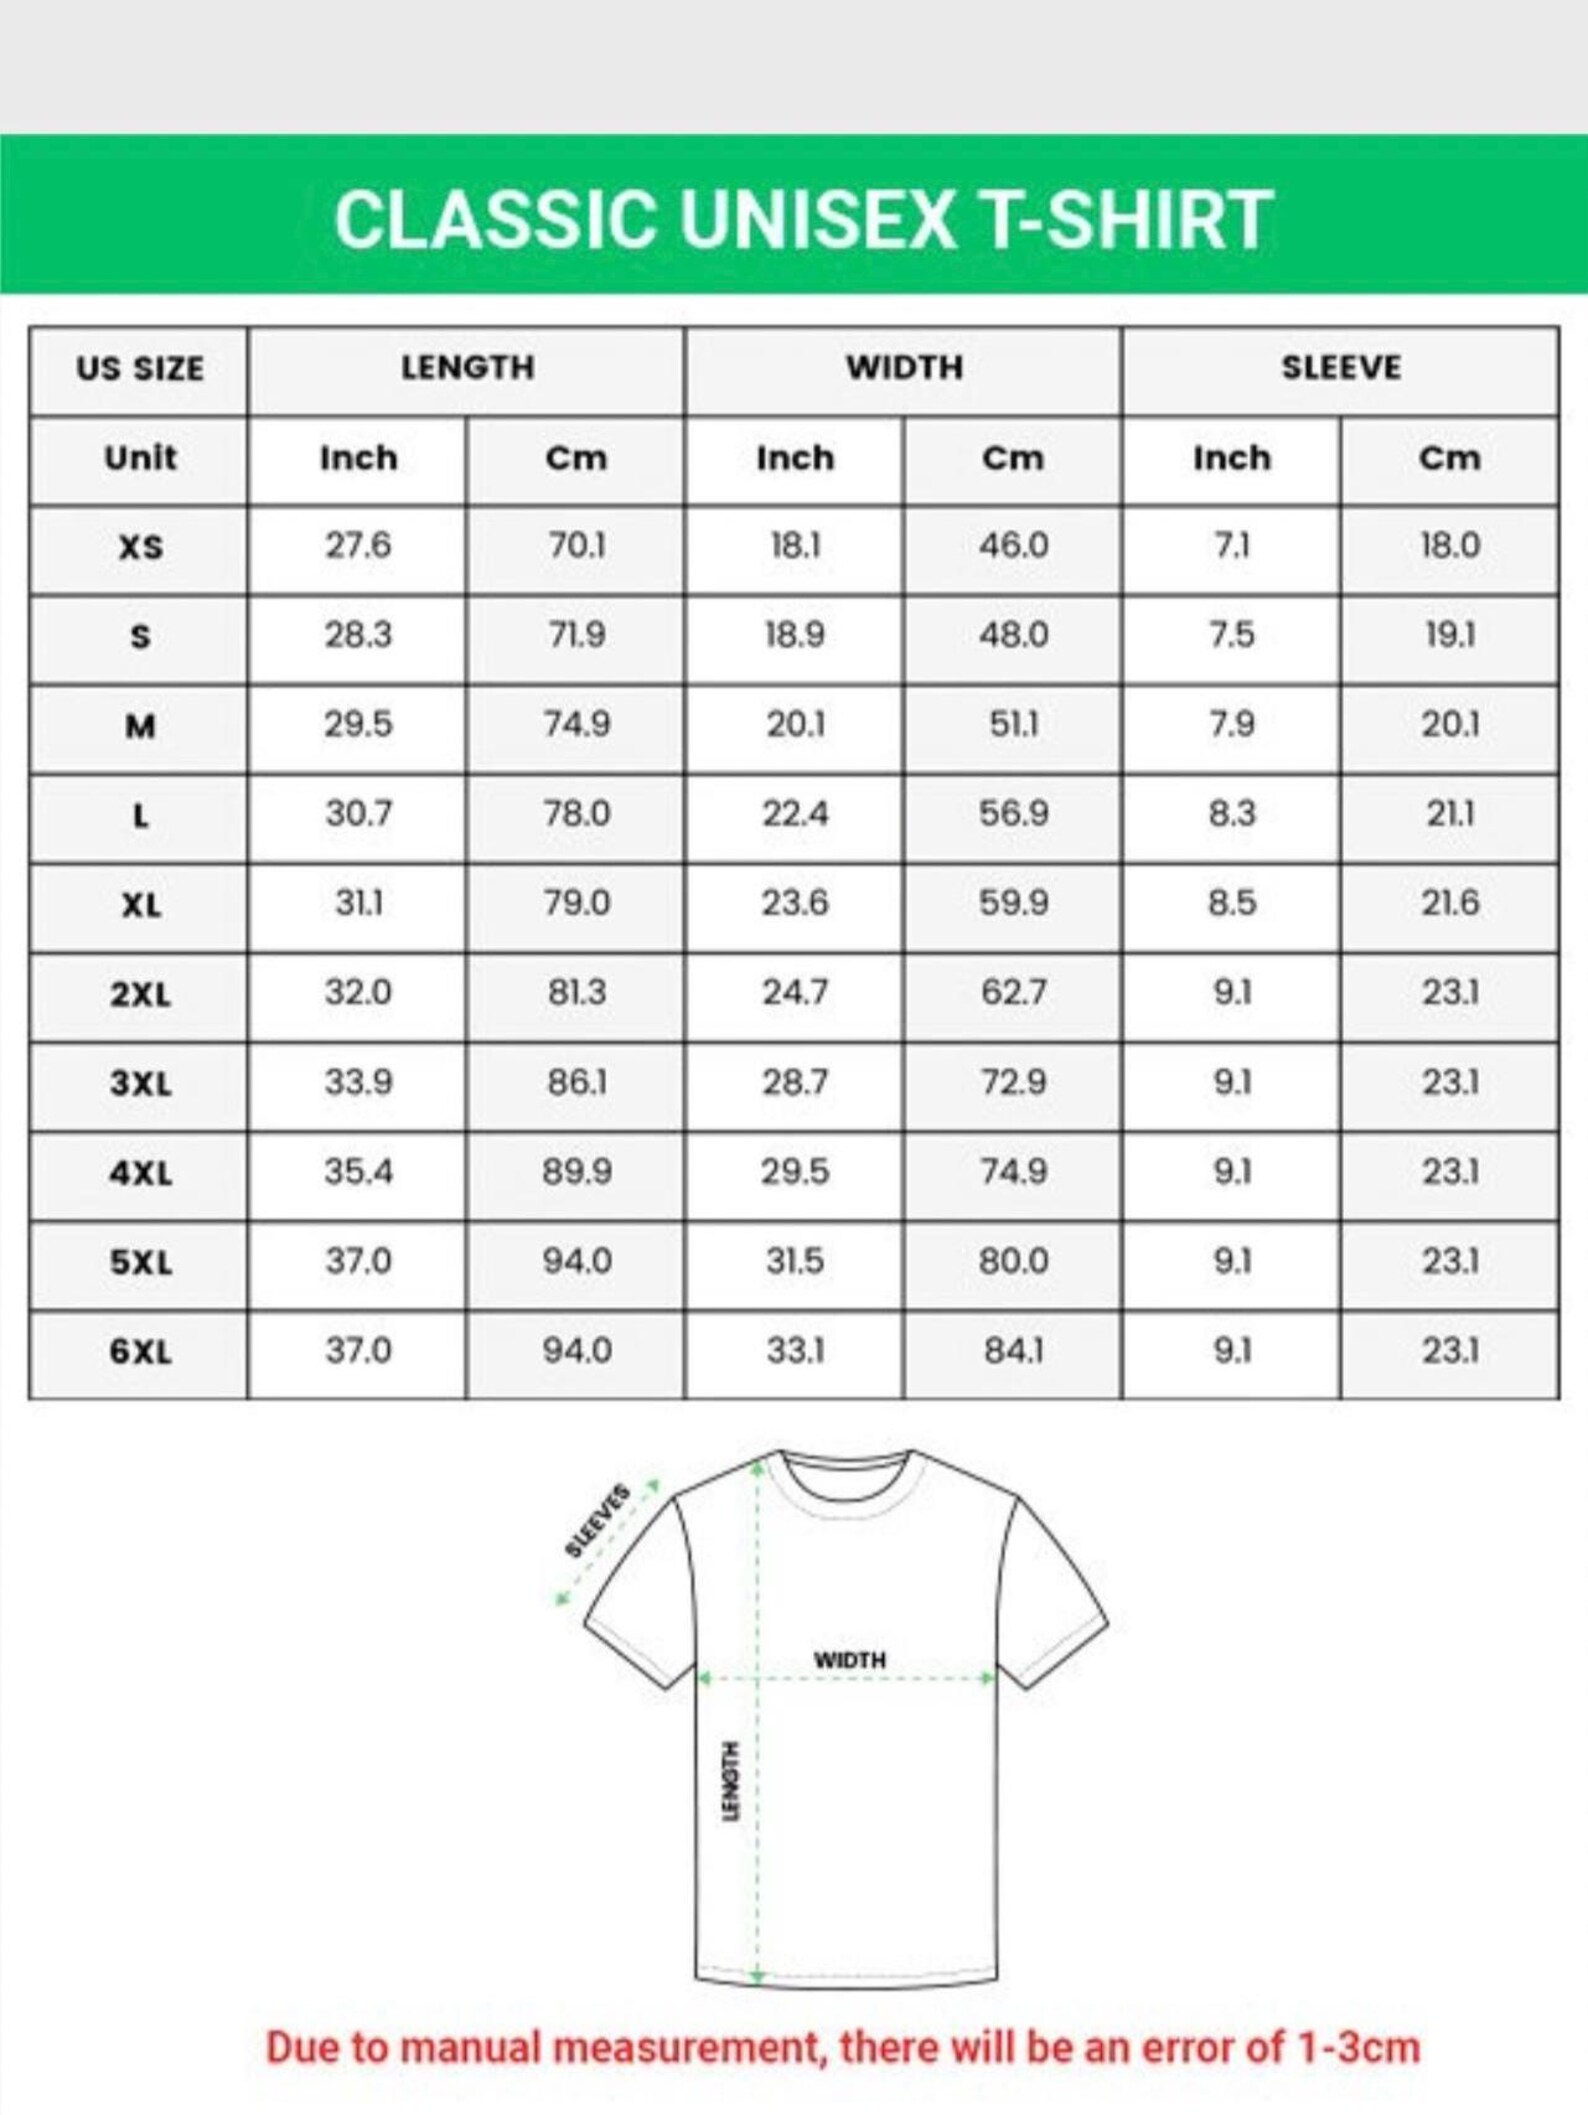 CLASSIC UNISEX T-SHIRT
US SIZE LENGTH WIDTH SLEEVE
Unit Inch Cm Inch Cm Inch Cm
XS 27.6 70.1 18.1 46.0 7.1 18.0
S 28.3 71.9 18.9 48.0 7.5 19.1
M 29.5 74.9 20.1 51.1 7.9 20.1
L 30.7 78.0 22.4 56.9 8.3 21.1
XL 31.1 79.0 23.6 59.9 8.5 21.6
2XL 32.0 81.3 24.7 62.7 9.1 23.1
3XL 33.9 86.1 28.7 72.9 9.1 23.1
4XL 35.4 89.9 29.5 74.9 9.1 23.1
5XL 37.0 94.0 31.5 80.0 9.1 23.1
6XL 37.0 94.0 33.1 84.1 9.1 23.1
SLEEVES
WIDTH
LENGTH
Due to manual measurement, there will be an error of 1-3cm